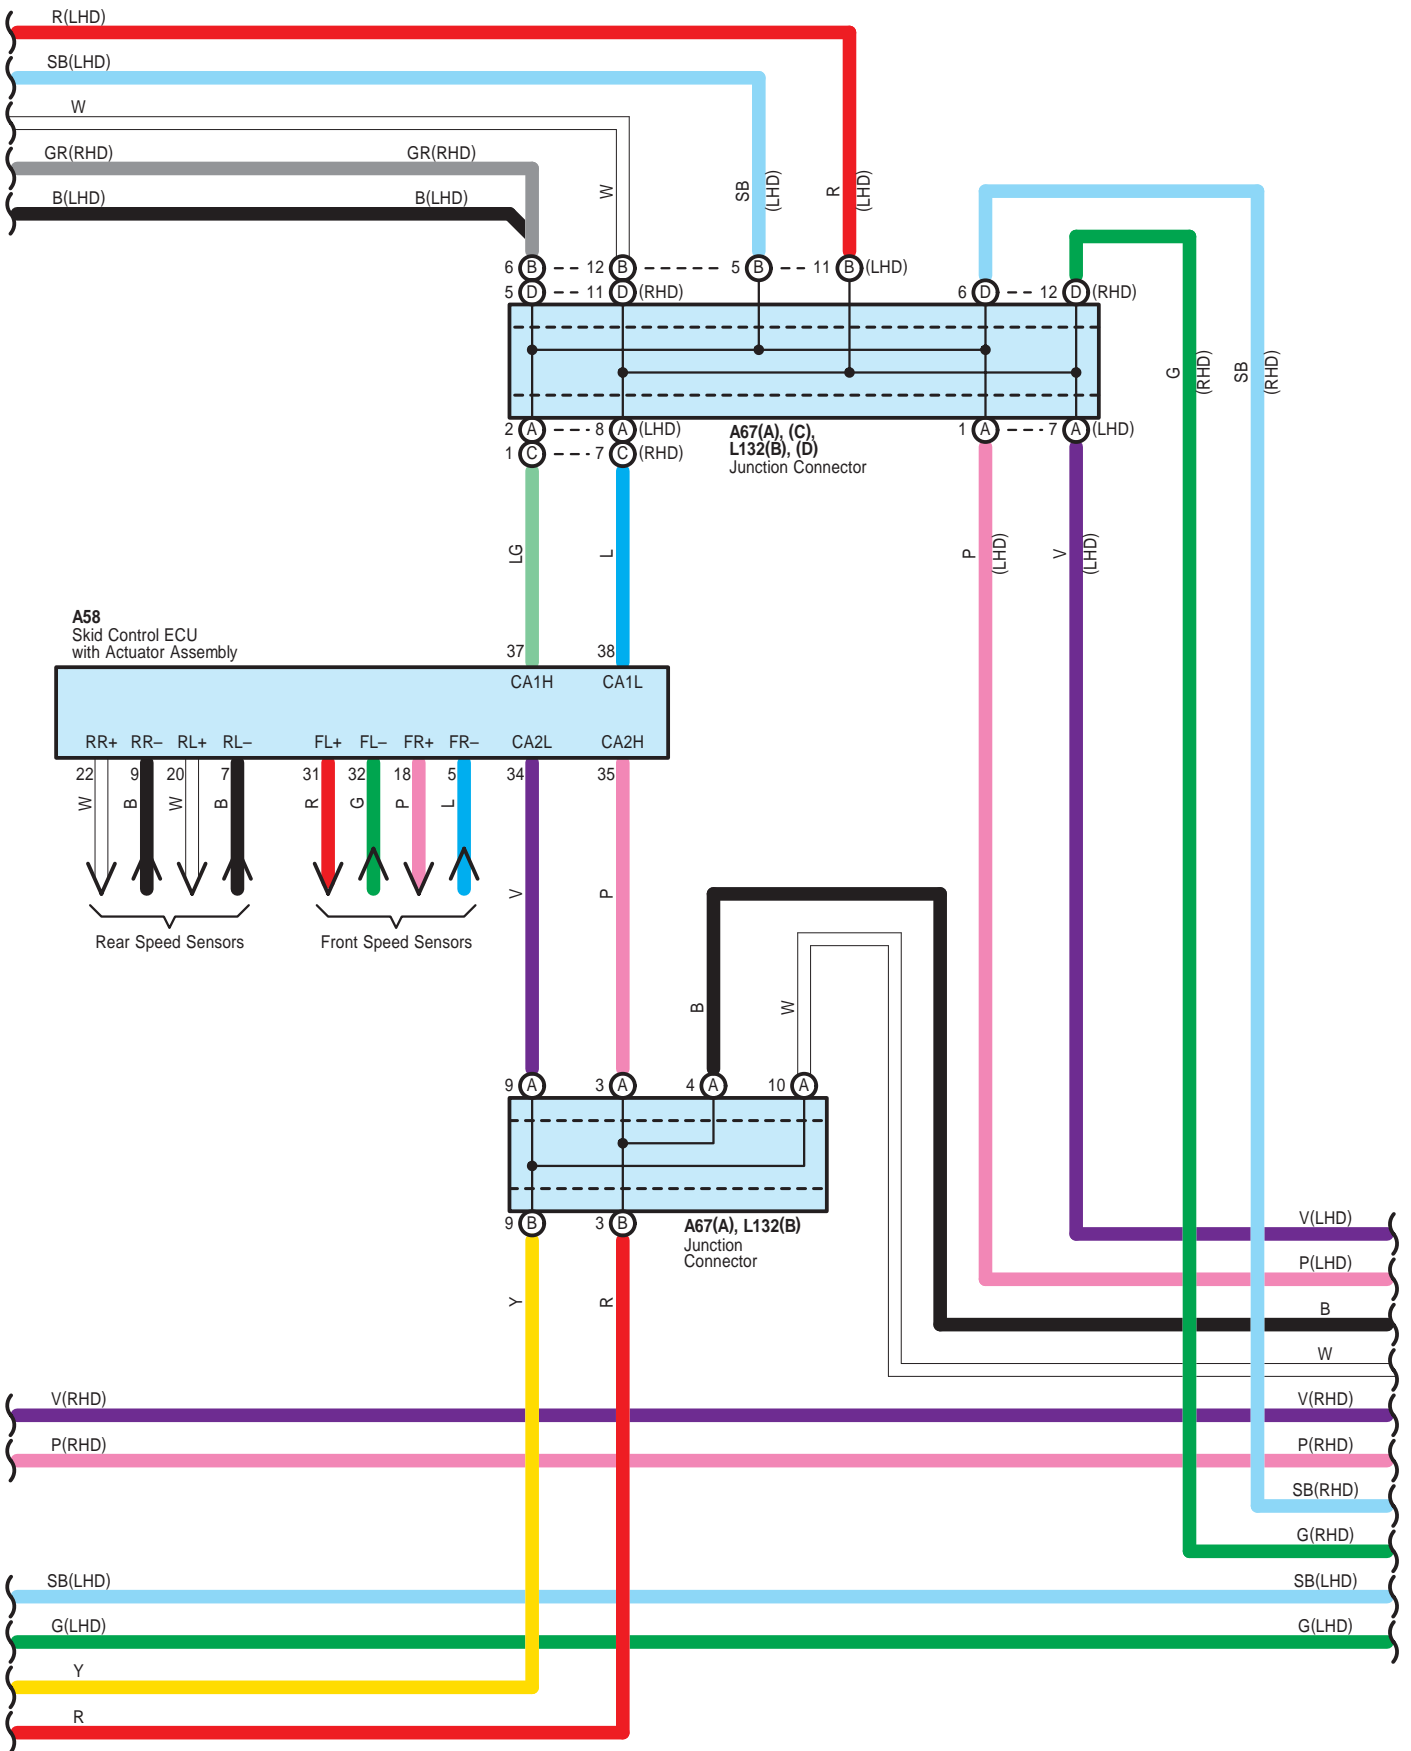 R(LHD)
SB(LHD)
W
GR(RHD) GR(RHD)
B(LHD) B(LHD)
W
SB (LHD)
R (LHD)
6 B 12 B 5 B 11 B (LHD)
5 D 11 D (RHD) 6 D 12 D (RHD)
G (RHD)
SB (RHD)
2 A 8 A (LHD) 1 A 7 A (LHD)
1 C 7 C (RHD)
A67(A), (C),
L132(B), (D)
Junction Connector
LG
L
P (LHD)
V (LHD)
A58
Skid Control ECU
with Actuator Assembly
37 38
CA1H CA1L
RR+ RR– RL+ RL– FL+ FL– FR+ FR– CA2L CA2H
22 9 20 7 31 32 18 5 34 35
W B W B R G P L
V P
Rear Speed Sensors Front Speed Sensors
B W
9 A 3 A 4 A 10 A
9 B 3 B
A67(A), L132(B)
Junction
Connector
Y R
V(LHD)
P(LHD)
B
W
V(RHD) V(RHD)
P(RHD) P(RHD)
SB(RHD)
G(RHD)
SB(LHD) SB(LHD)
G(LHD) G(LHD)
Y
R